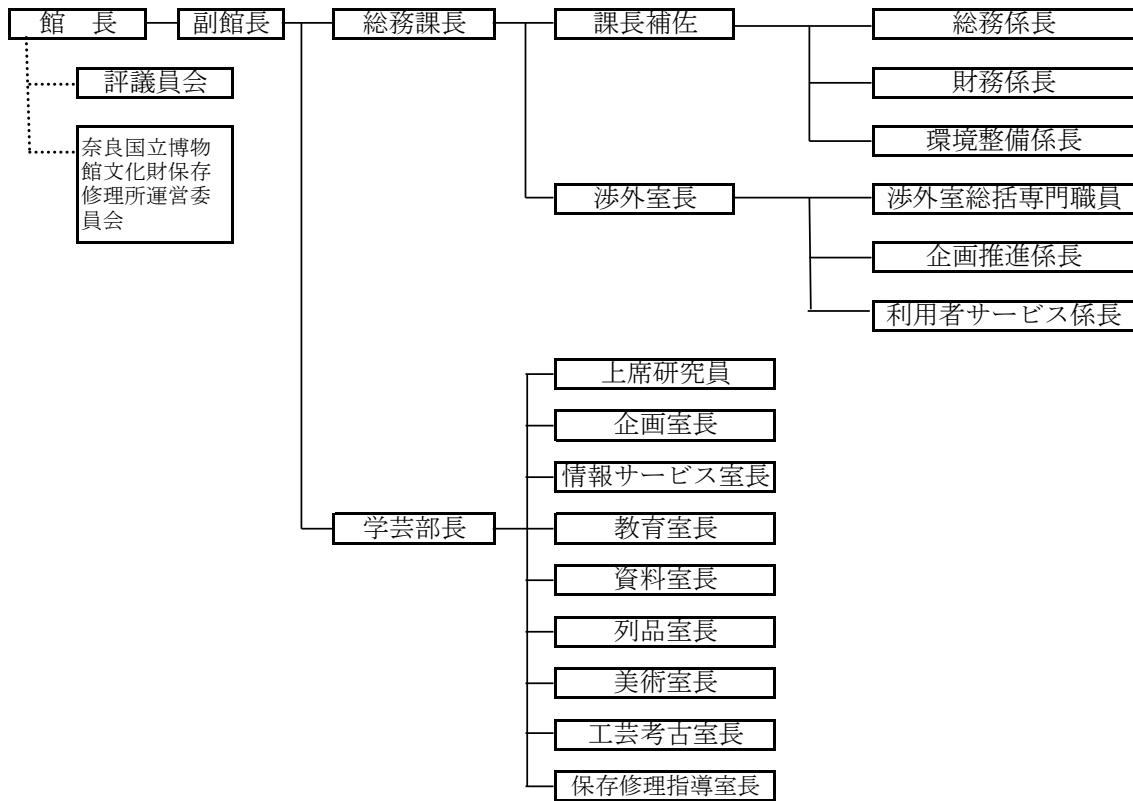 館　長
副館長
総務課長
課長補佐
総務係長
評議員会
財務係長
奈良国立博物
館文化財保存
修理所運営委
員会
環境整備係長
渉外室長
渉外室総括専門職員
企画推進係長
利用者サービス係長
上席研究員
企画室長
情報サービス室長
学芸部長
教育室長
資料室長
列品室長
美術室長
工芸考古室長
保存修理指導室長